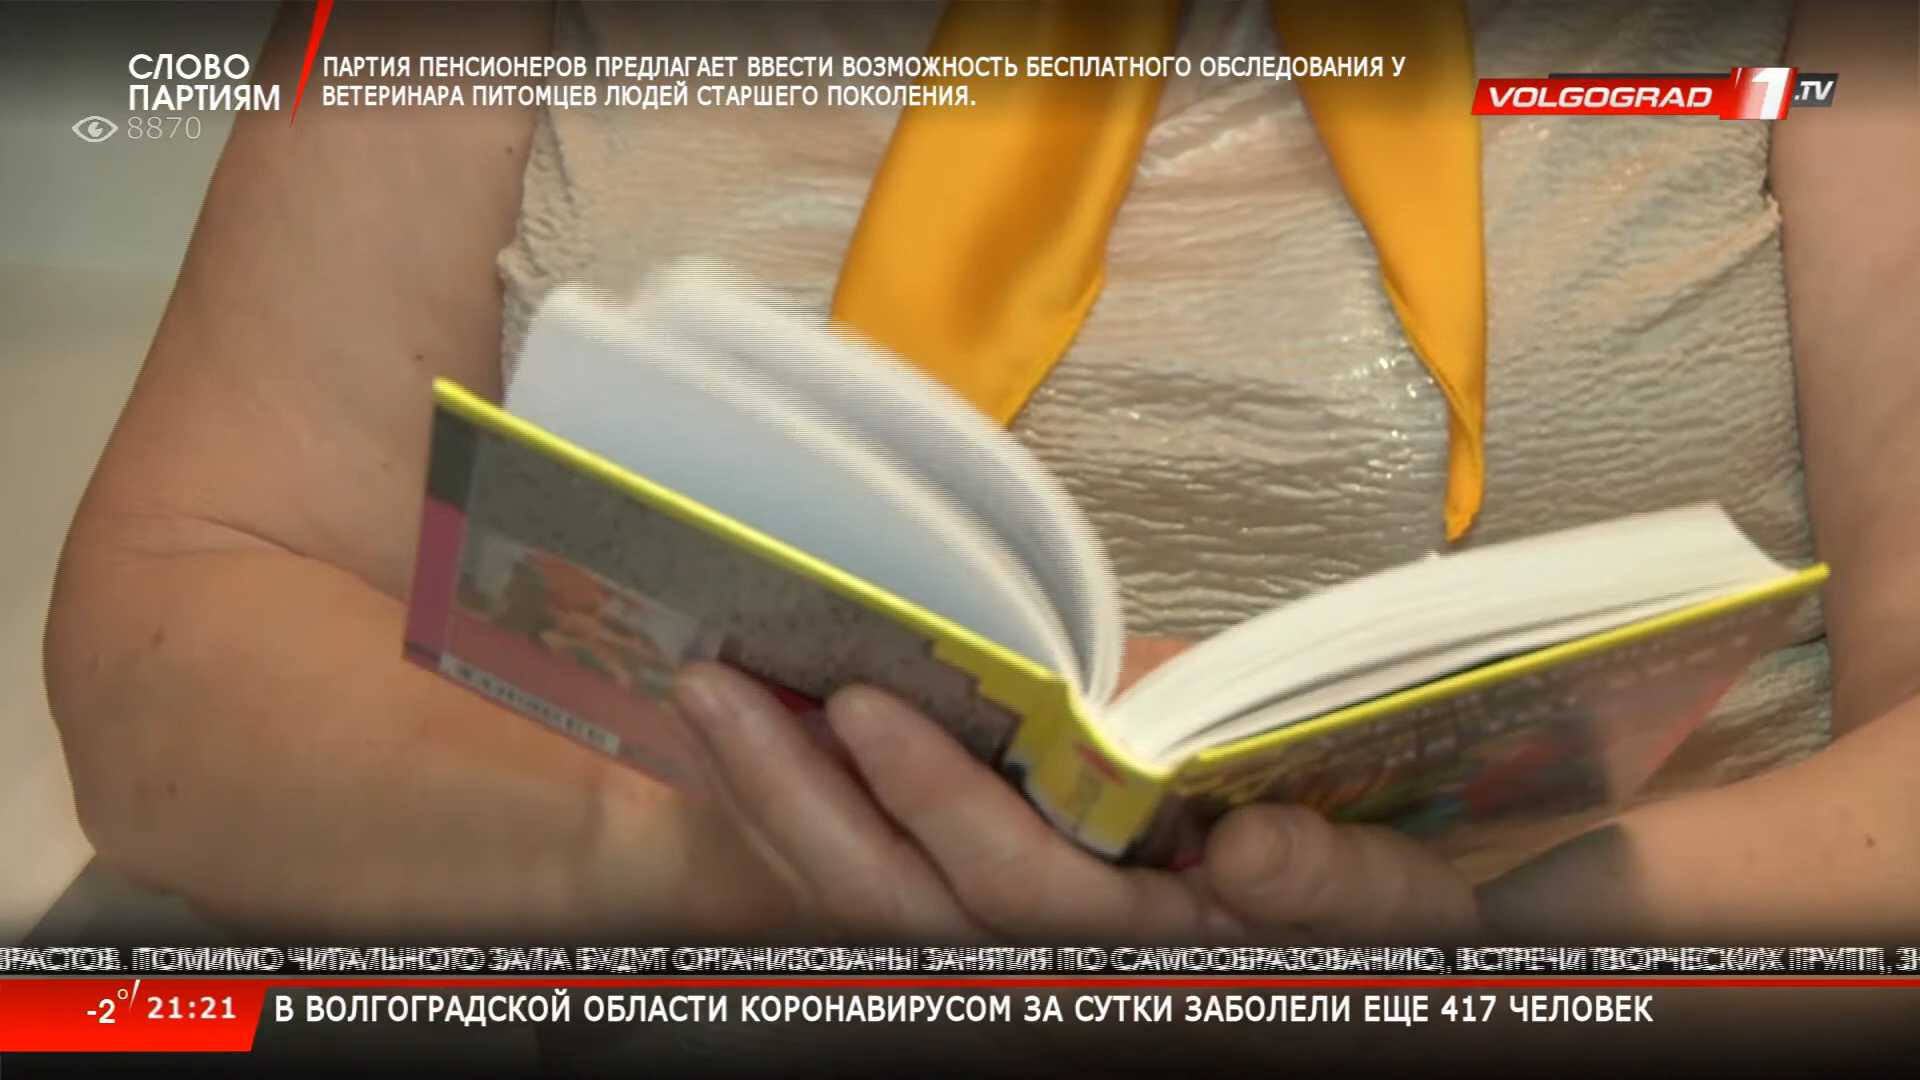 СЛОВО
ПАРТИЯМ
8870
ПАРТИЯ ПЕНСИОНЕРОВ ПРЕДЛАГАЕТ ВВЕСТИ ВОЗМОЖНОСТЬ БЕСПЛАТНОГО ОБСЛЕДОВАНИЯ У
ВЕТЕРИНАРА ПИТОМЦЕВ ЛЮДЕЙ СТАРШЕГО ПОКОЛЕНИЯ.
VOLGOGRAD 1.TV
ЗРАСТОВ. ПОМИМО ЧИТАЛЬНОГО ЗАЛА БУДУТ ОРГАНИЗОВАНЫ ЗАНЯТИЯ ПО САМООБРАЗОВАНИЮ, ВСТРЕЧИ ТВОРЧЕСКИХ ГРУПП,
-2° 21:21 В ВОЛГОГРАДСКОЙ ОБЛАСТИ КОРОНАВИРУСОМ ЗА СУТКИ ЗАБОЛЕЛИ ЕЩЕ 417 ЧЕЛОВЕК